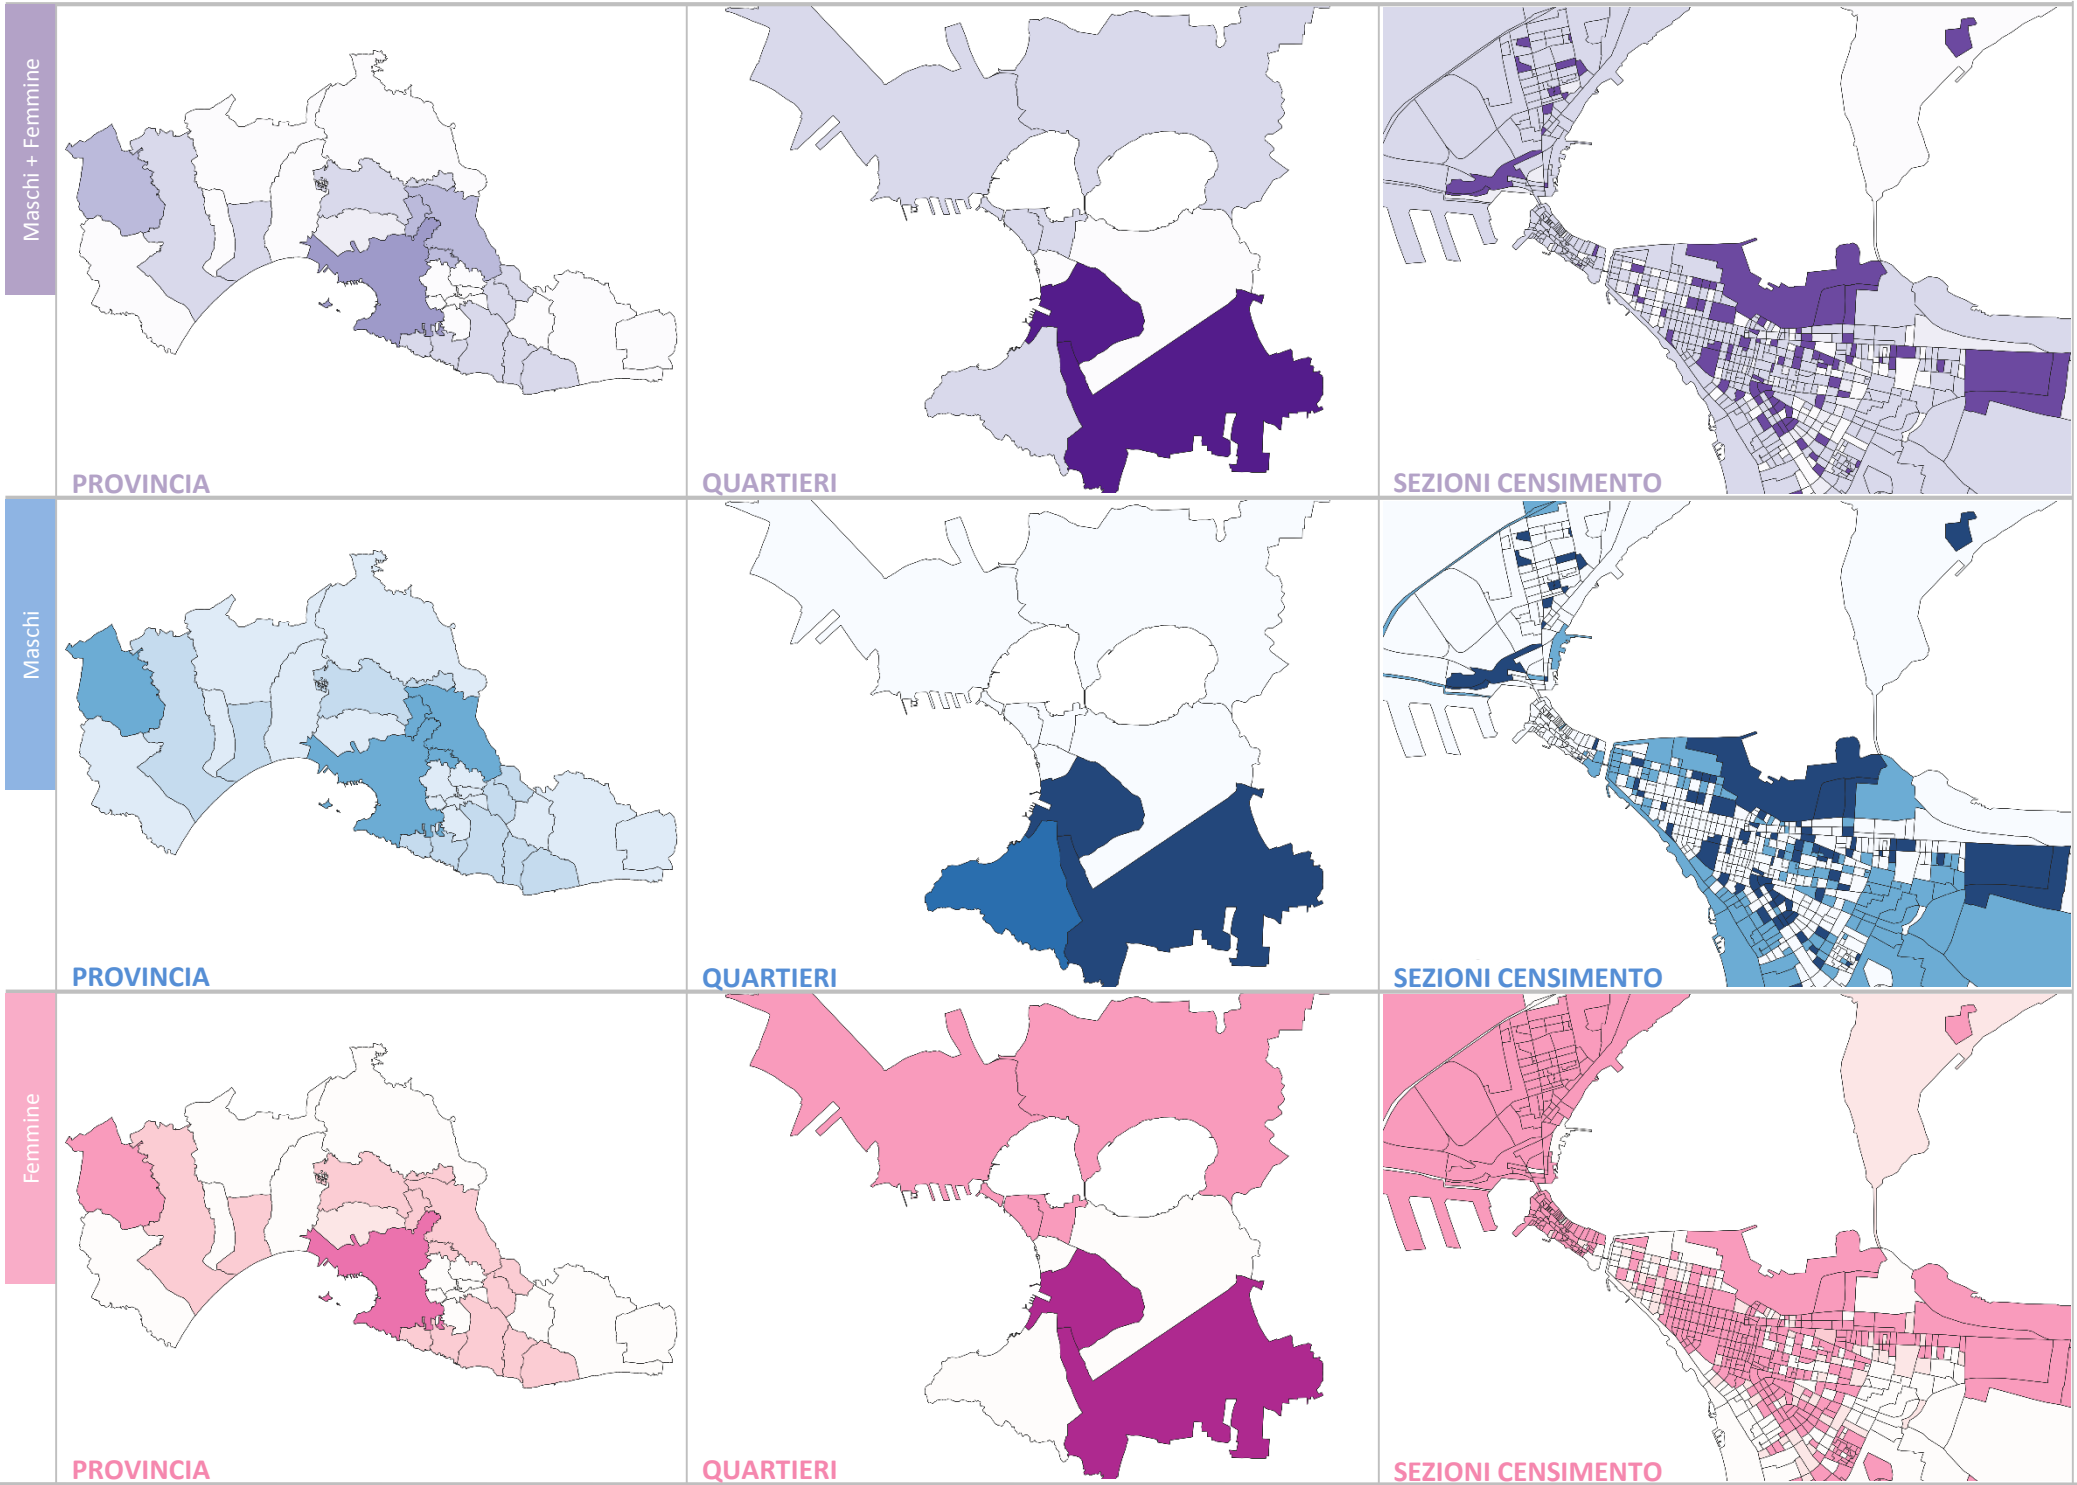 Maschi + Femmine
PROVINCIA
QUARTIERI
SEZIONI CENSIMENTO
Maschi
PROVINCIA
QUARTIERI
SEZIONI CENSIMENTO
Femmine
PROVINCIA
QUARTIERI
SEZIONI CENSIMENTO